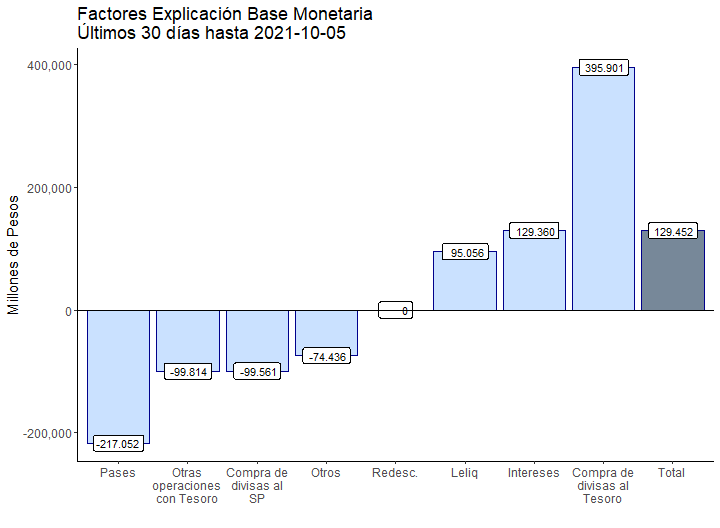 Factores Explicación Base Monetaria
Últimos 30 días hasta 2021-10-05
Millones de Pesos
400,000
200,000
0
-200,000
-217.052
-99.814
-99.561
-74.436
0
95.056
129.360
395.901
129.452
Pases
Otras
operaciones
con Tesoro
Compra de
divisas al
SP
Otros
Redesc.
Leliq
Intereses
Compra de
divisas al
Tesoro
Total